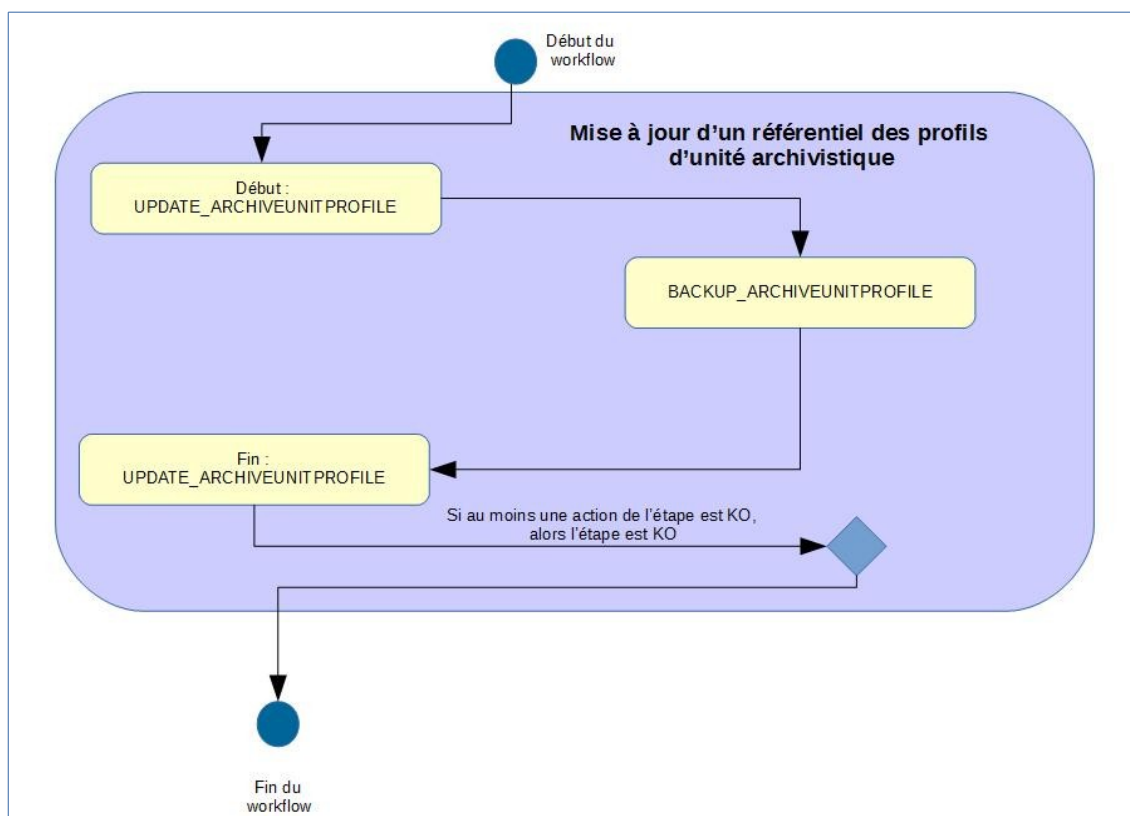 Début du
workflow
Mise à jour d’un référentiel des profils
d’unité archivistique
Début :
UPDATE_ARCHIVEUNITPROFILE
BACKUP_ARCHIVEUNITPROFILE
Fin :
UPDATE_ARCHIVEUNITPROFILE
Si au moins une action de l’étape est KO,
alors l’étape est KO
Fin du
workflow